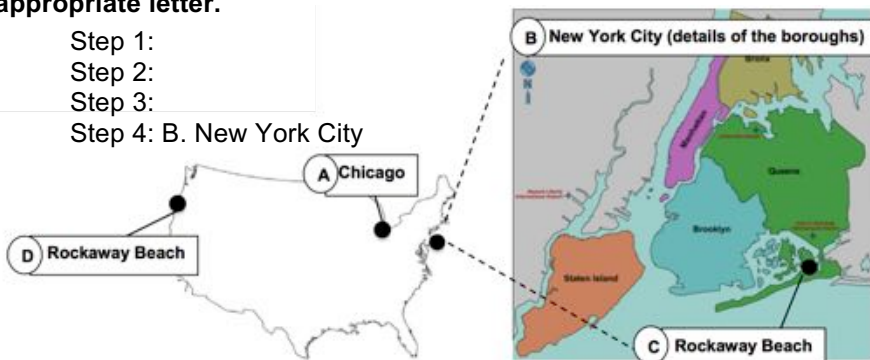 appropriate letter.
Step 1:
Step 2:
Step 3:
Step 4: B. New York City
B New York City (details of the boroughs)
Bronx
N
Manhattan
A Chicago
Queens
D Rockaway Beach
Brooklyn
Staten Island
C Rockaway Beach